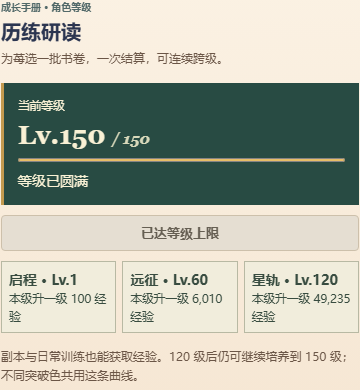 成长手册·角色等级
历练研读
为苺选一批书卷，一次结算，可连续跨级。
当前等级
Lv.150 / 150
等级已圆满
已达等级上限
启程·Lv.1
本级升一级 100 经
验
远征·Lv.60
本级升一级 6,010
经验
星轨·Lv.120
本级升一级 49,235
经验
副本与日常训练也能获取经验。120 级后仍可继续培养到 150 级；
不同突破色共用这条曲线。